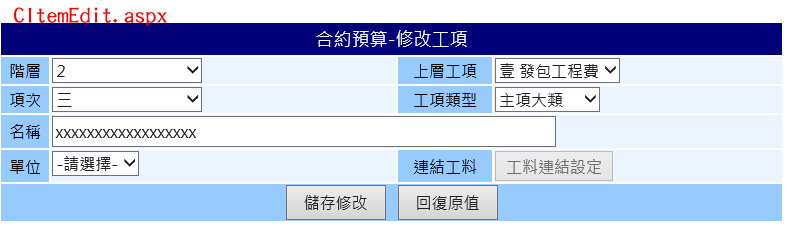 CItemEdit.aspx
合約預算-修改工項
階層 2 上層工項 壹 發包工程費
項次 三 工項類型 主項大類
名稱 xxxxxxxxxxxxxxxxxx
單位 -請選擇- 連結工料 工料連結設定
儲存修改 回復原值